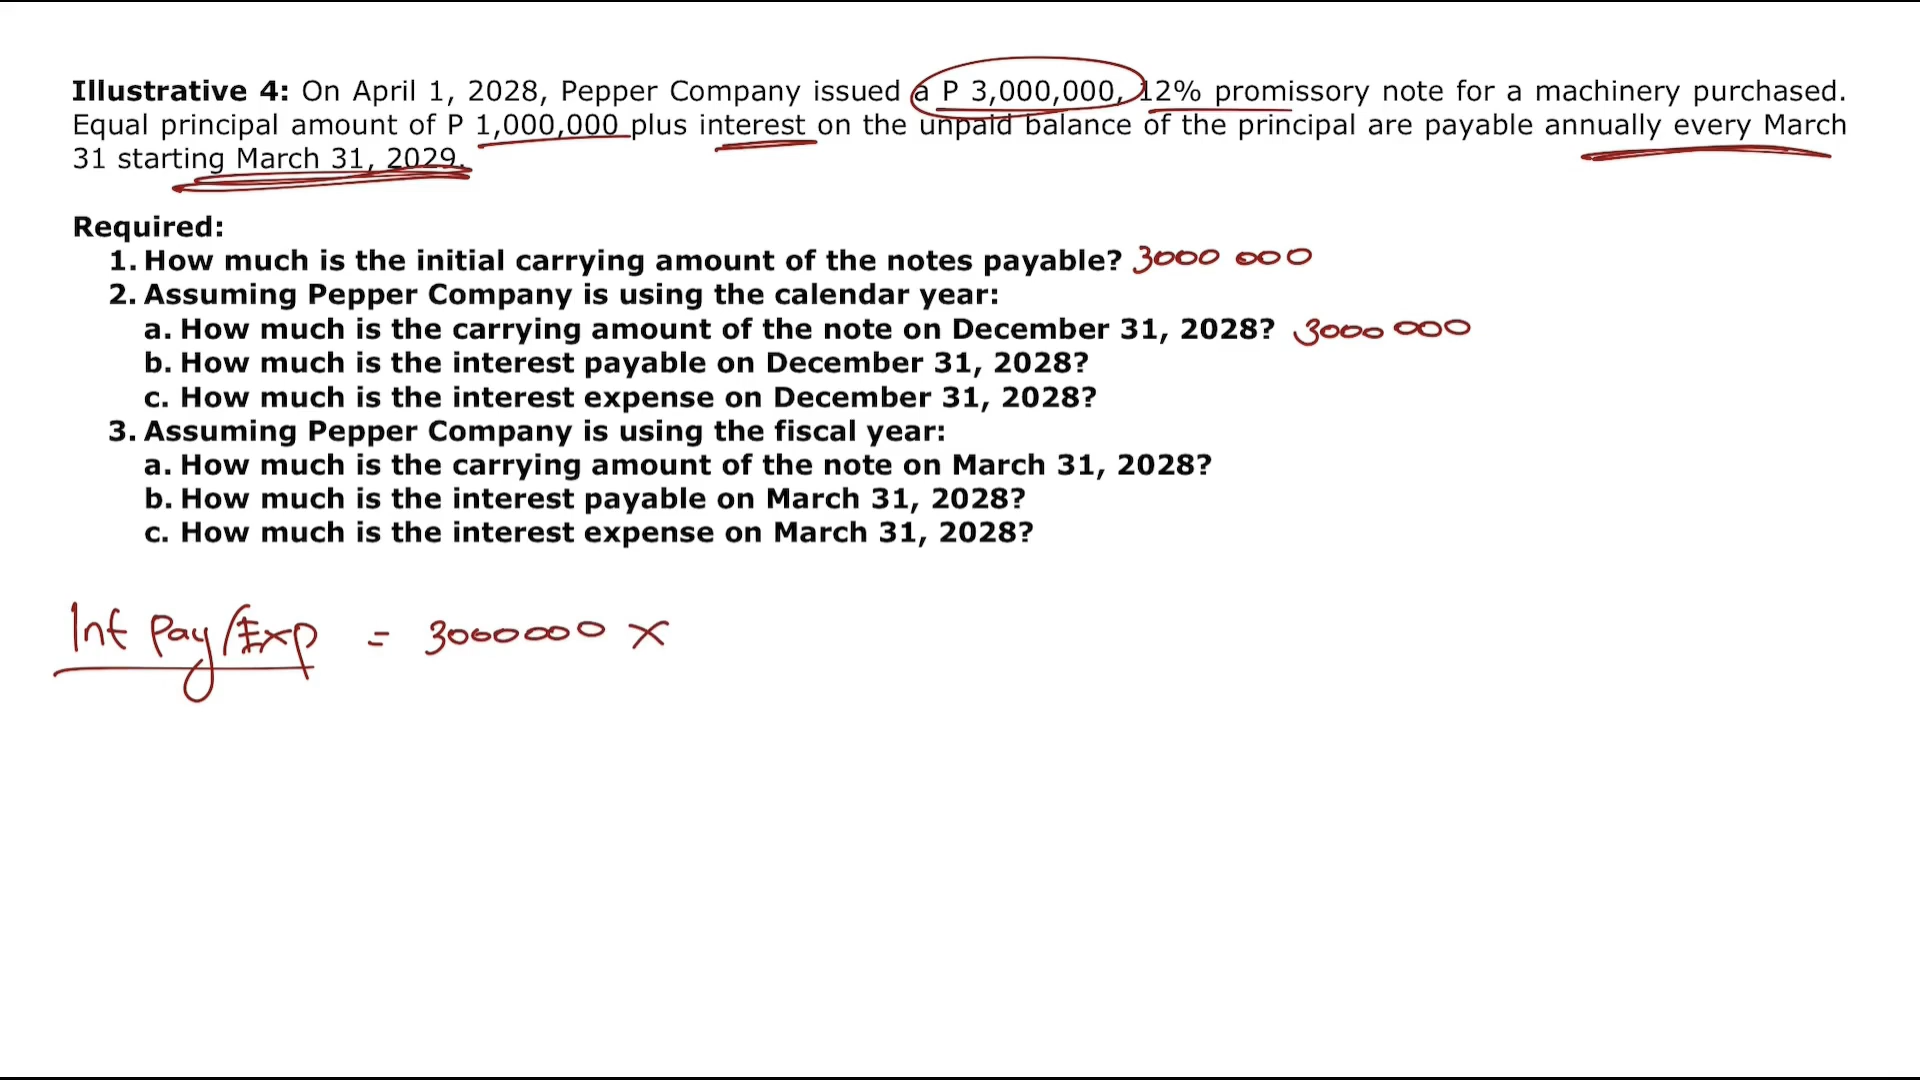 Illustrative 4: On April 1, 2028, Pepper Company issued a P 3,000,000, 12% promissory note for a machinery purchased.
Equal principal amount of P 1,000,000 plus interest on the unpaid balance of the principal are payable annually every March
31 starting March 31, 2029.
Required:
1. How much is the initial carrying amount of the notes payable? 3000 000
2. Assuming Pepper Company is using the calendar year:
a. How much is the carrying amount of the note on December 31, 2028? 3000 000
b. How much is the interest payable on December 31, 2028?
c. How much is the interest expense on December 31, 2028?
3. Assuming Pepper Company is using the fiscal year:
a. How much is the carrying amount of the note on March 31, 2028?
b. How much is the interest payable on March 31, 2028?
c. How much is the interest expense on March 31, 2028?
Int Pay/Exp = 3000000 x